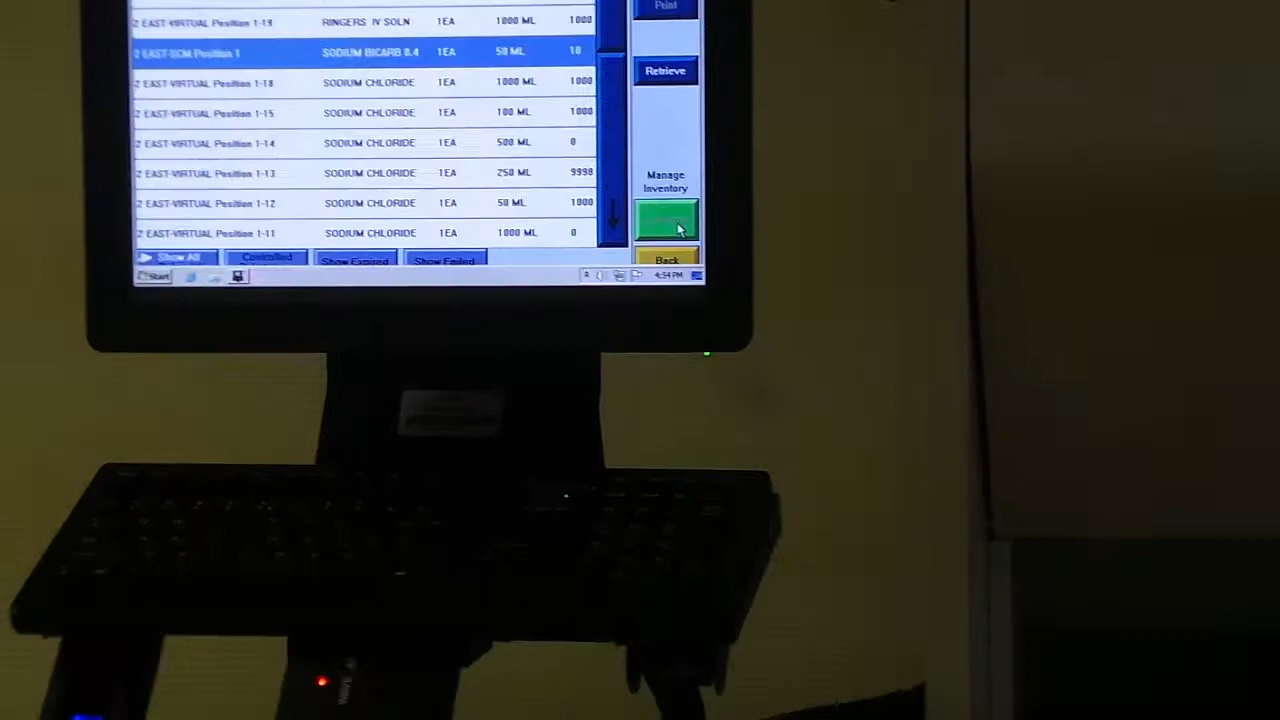 Print
2 EAST-VIRTUAL Position 1-19 RINGERS IV SOLN 1EA 1000 ML 1000
2 EAST-SCM Position 1 SODIUM BICARB 8.4 1EA 50 ML 10
Retrieve
2 EAST-VIRTUAL Position 1-18 SODIUM CHLORIDE 1EA 1000 ML 1000
2 EAST-VIRTUAL Position 1-15 SODIUM CHLORIDE 1EA 100 ML 1000
2 EAST-VIRTUAL Position 1-14 SODIUM CHLORIDE 1EA 500 ML 0
2 EAST-VIRTUAL Position 1-13 SODIUM CHLORIDE 1EA 250 ML 9998
Manage
Inventory
2 EAST-VIRTUAL Position 1-12 SODIUM CHLORIDE 1EA 50 ML 1000
2 EAST-VIRTUAL Position 1-11 SODIUM CHLORIDE 1EA 1000 ML 0
Show All Controlled Show Expired Show Failed Back
Start 4:54 PM